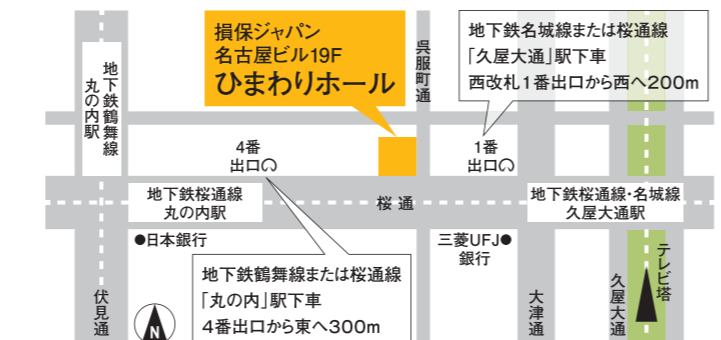 損保ジャパン
名古屋ビル19F
ひまわりホール
呉服町通
地下鉄名城線または桜通線
「久屋大通」駅下車
西改札1番出口から西へ200m
地下鉄鶴舞線
丸の内駅
4番
出口
1番
出口
地下鉄桜通線
丸の内駅
桜通
地下鉄桜通線・名城線
久屋大通駅
●日本銀行
三菱UFJ●
銀行
地下鉄鶴舞線または桜通線
「丸の内」駅下車
4番出口から東へ300m
伏見通
N
大津通
久屋大通
テレビ塔